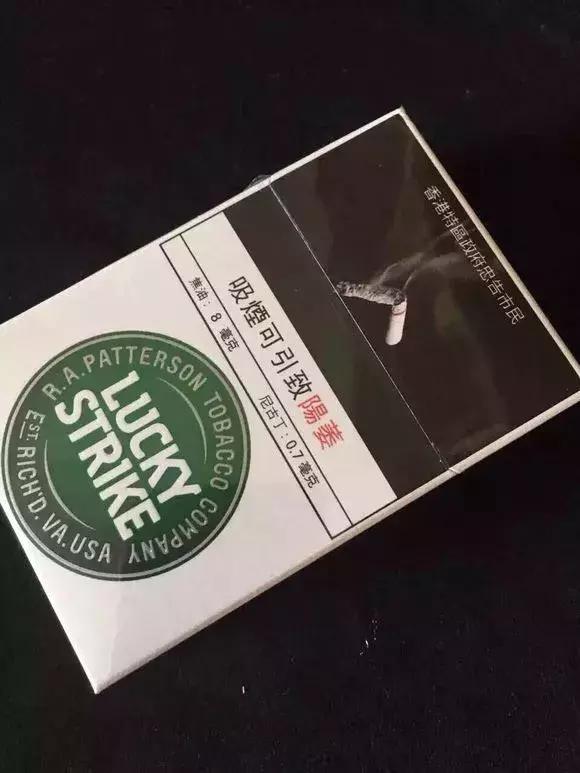 香港特區政府忠告市民
吸煙可引致陽萎
焦油：8 毫克 尼古丁：0.7 毫克
R.A.PATTERSON TOBACCO COMPANY
LUCKY
STRIKE
EST. RICH'D. VA. USA